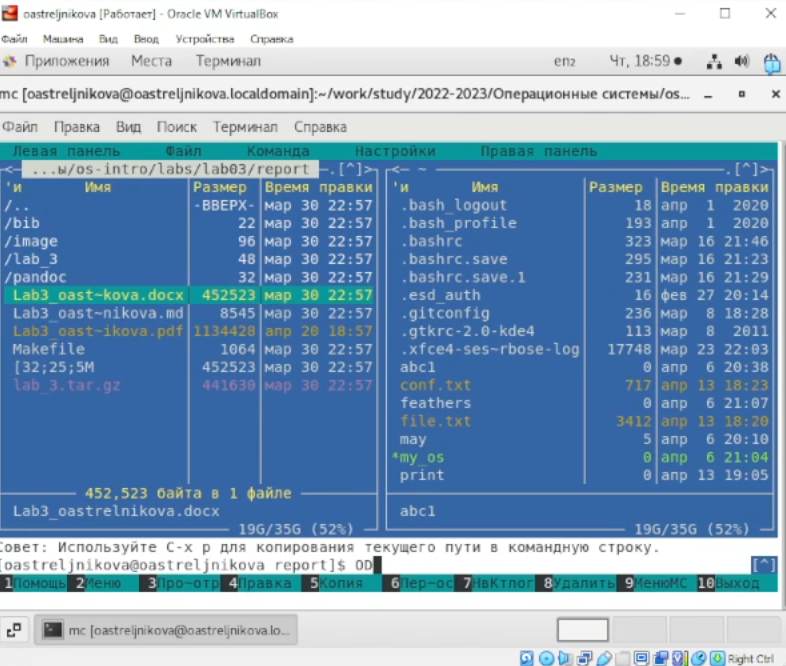 oastreljnikova [Работает] - Oracle VM VirtualBox
Файл Машина Вид Ввод Устройства Справка
Приложения Места Терминал en₂ Чт, 18:59
mc [oastreljnikova@oastreljnikova.localdomain]:~/work/study/2022-2023/Операционные системы/os...
Файл Правка Вид Поиск Терминал Справка
Левая панель Файл Команда Настройки Правая панель
<— ...ы/os-intro/labs/lab03/report —.[^]> <— ~ —.[^]>
'и Имя Размер Время правки 'и Имя Размер Время правки
/.. -ВВЕРХ- мар 30 22:57 .bash_logout 18 апр 1 2020
/bib 22 мар 30 22:57 .bash_profile 193 апр 1 2020
/image 96 мар 30 22:57 .bashrc 323 мар 16 21:46
/lab_3 48 мар 30 22:57 .bashrc.save 295 мар 16 21:23
/pandoc 32 мар 30 22:57 .bashrc.save.1 231 мар 16 21:29
Lab3_oast~kova.docx 452523 мар 30 22:57 .esd_auth 16 фев 27 20:14
Lab3_oast~nikova.md 8545 мар 30 22:57 .gitconfig 236 мар 8 18:28
Lab3_oast~ikova.pdf 1134428 апр 20 18:57 .gtkrc-2.0-kde4 113 мар 8 2011
Makefile 1064 мар 30 22:57 .xfce4-ses~rbose-log 17748 мар 23 22:03
[32;25;5M 452523 мар 30 22:57 abc1 0 апр 6 20:38
lab_3.tar.gz 441630 мар 30 22:57 conf.txt 717 апр 13 18:23
feathers 0 апр 6 21:07
file.txt 3412 апр 13 18:20
may 5 апр 6 20:10
*my_os 0 апр 6 21:04
print 0 апр 13 19:05
452,523 байта в 1 файле
Lab3_oastrelnikova.docx abc1
19G/35G (52%) 19G/35G (52%)
Совет: Используйте C-x p для копирования текущего пути в командную строку.
[oastreljnikova@oastreljnikova report]$ OD [^]
1Помощь 2Меню 3Про~отр 4Правка 5Копия 6Пер~ос 7НвКтлог 8Удалить 9МенюМС 10Выход
mc [oastreljnikova@oastreljnikova.lo...
Right Ctrl